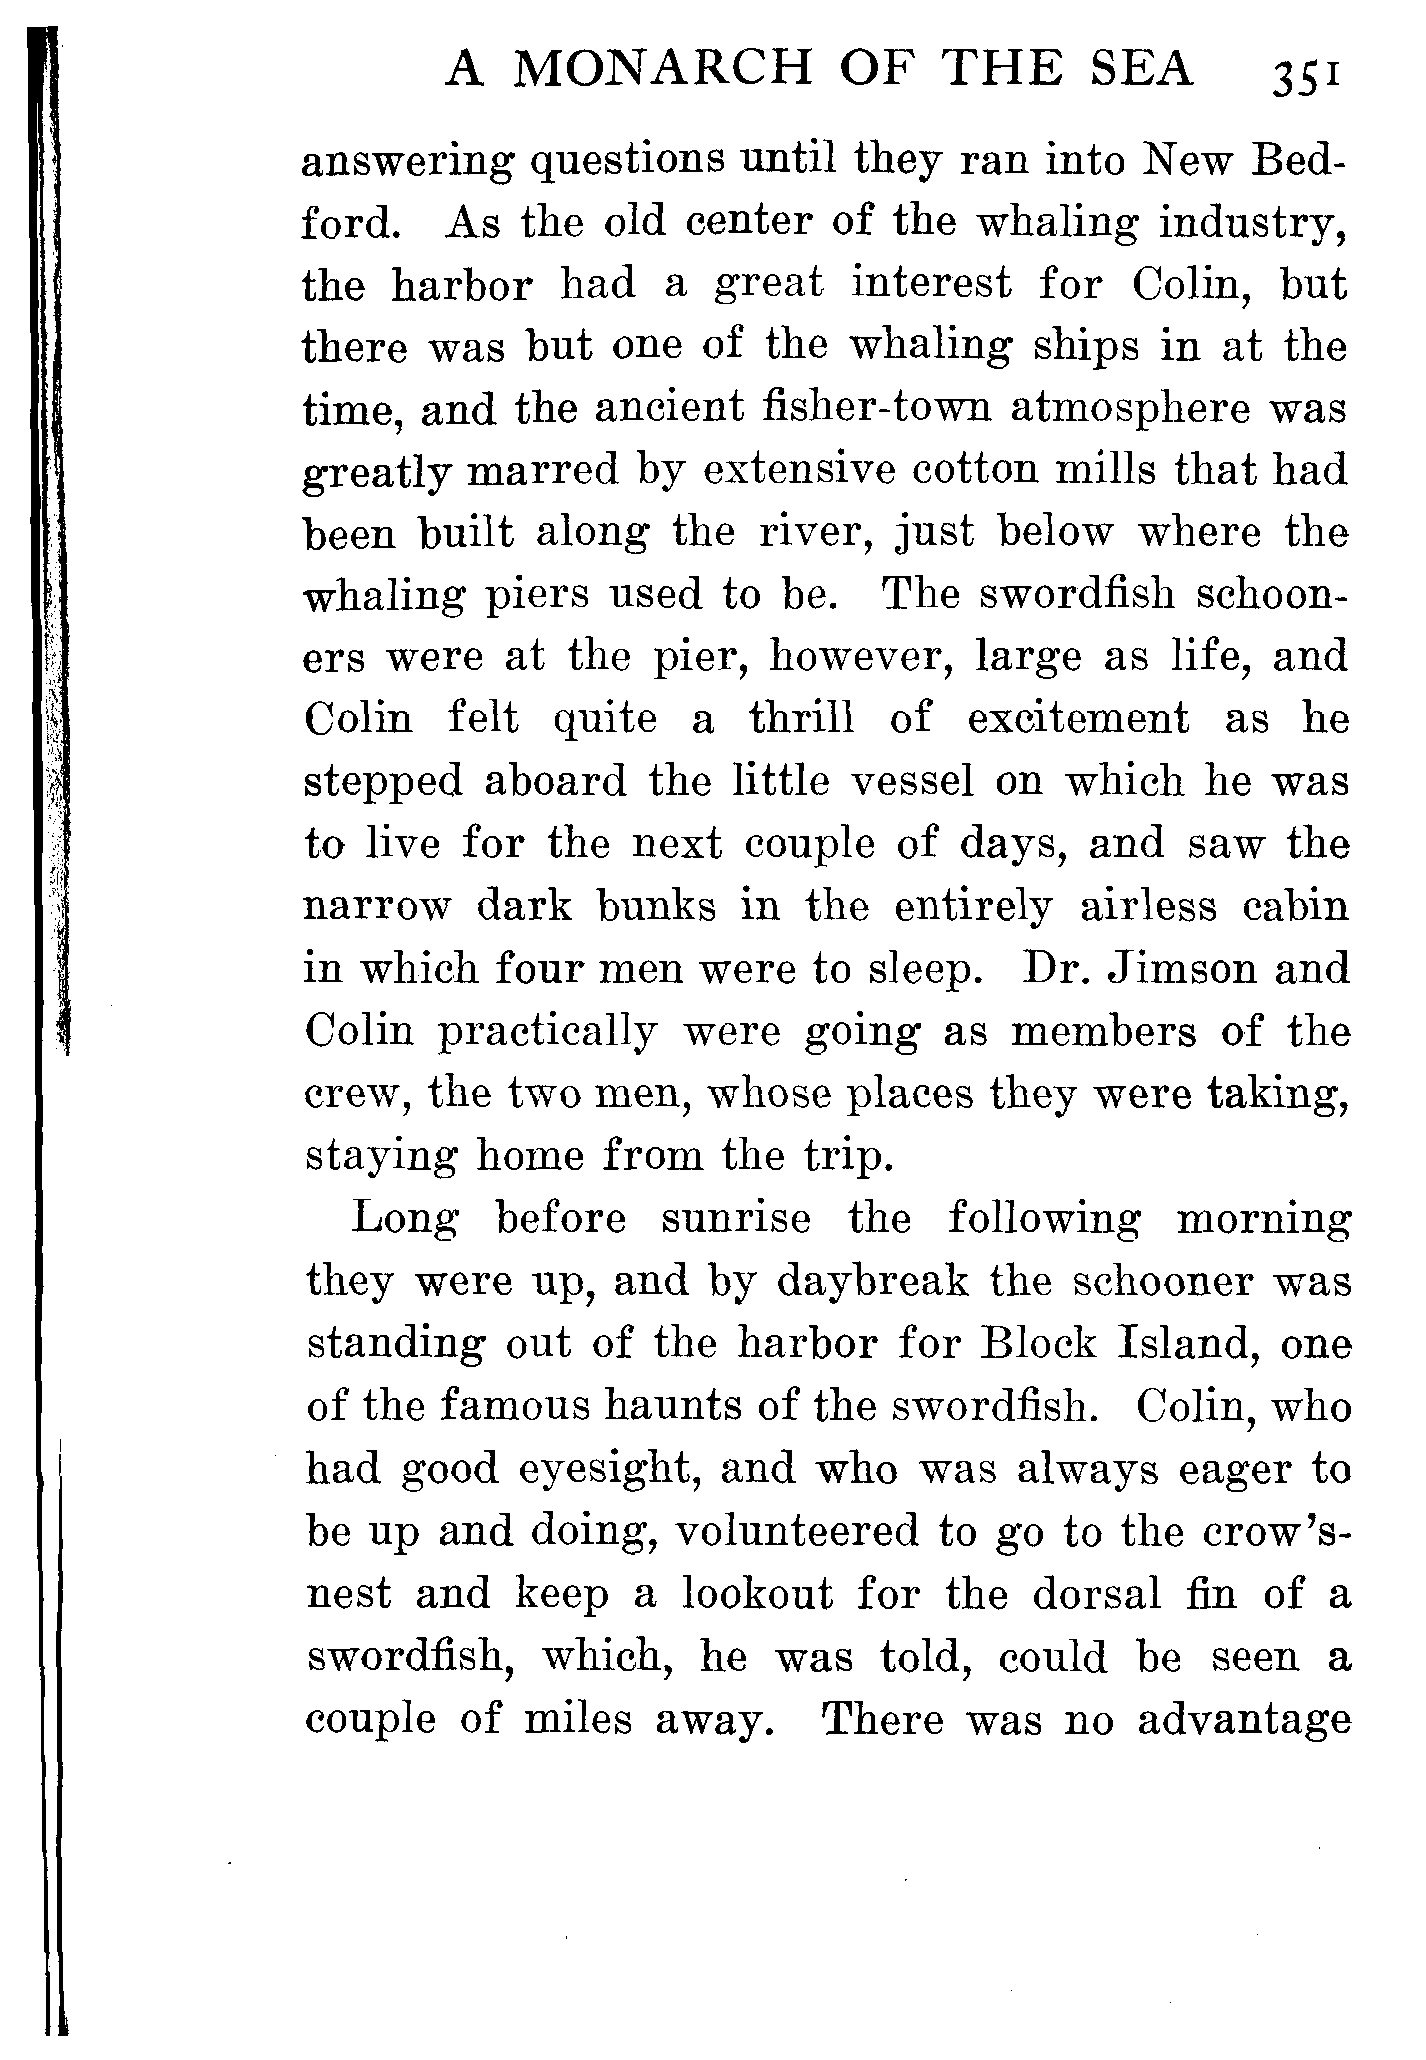 A MONARCH OF THE SEA 351
answering questions until they ran into New Bed-
ford. As the old center of the whaling industry,
the harbor had a great interest for Colin, but
there was but one of the whaling ships in at the
time, and the ancient fisher-town atmosphere was
greatly marred by extensive cotton mills that had
been built along the river, just below where the
whaling piers used to be. The swordfish schoon-
ers were at the pier, however, large as life, and
Colin felt quite a thrill of excitement as he
stepped aboard the little vessel on which he was
to live for the next couple of days, and saw the
narrow dark bunks in the entirely airless cabin
in which four men were to sleep. Dr. Jimson and
Colin practically were going as members of the
crew, the two men, whose places they were taking,
staying home from the trip.
Long before sunrise the following morning
they were up, and by daybreak the schooner was
standing out of the harbor for Block Island, one
of the famous haunts of the swordfish. Colin, who
had good eyesight, and who was always eager to
be up and doing, volunteered to go to the crow's-
nest and keep a lookout for the dorsal fin of a
swordfish, which, he was told, could be seen a
couple of miles away. There was no advantage